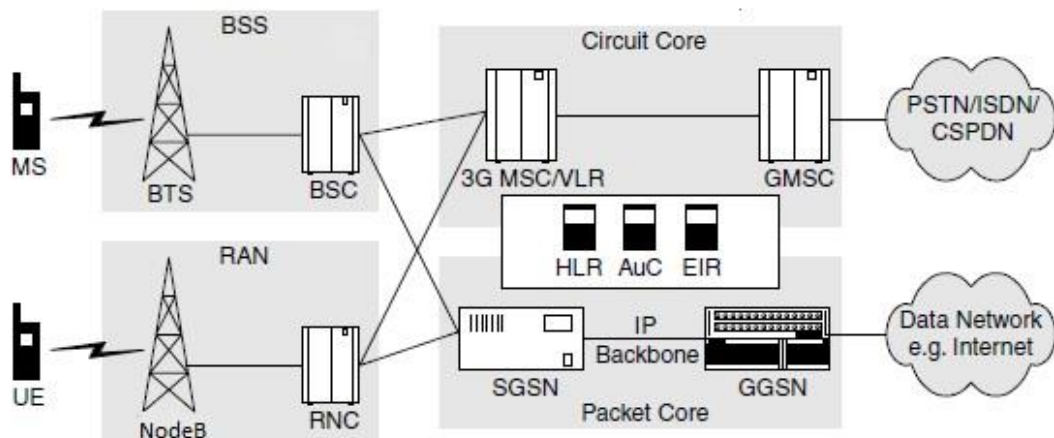 BSS
Circuit Core
MS
BTS
BSC
3G MSC/VLR
GMSC
PSTN/ISDN/
CSPDN
HLR
AuC
EIR
RAN
UE
NodeB
RNC
SGSN
IP
Backbone
GGSN
Packet Core
Data Network
e.g. Internet